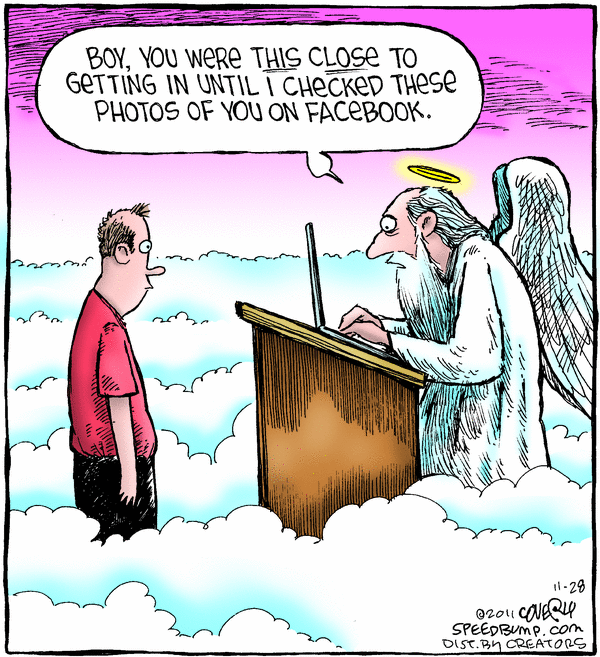 BOY, YOU WERE THIS CLOSE TO
GETTING IN UNTIL I CHECKED THESE
PHOTOS OF YOU ON FACEBOOK.
11-28
©2011 COVERLY
SPEEDBUMP.COM
DIST. BY CREATORS